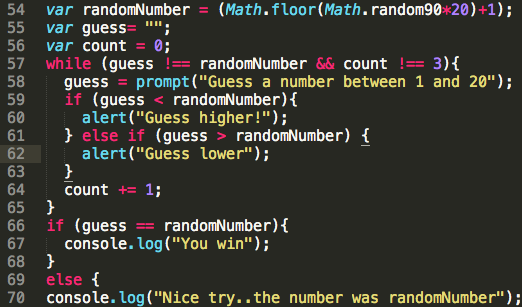 54 var randomNumber = (Math.floor(Math.random90*20)+1);
55 var guess= "";
56 var count = 0;
57 while (guess !== randomNumber && count !== 3){
58 guess = prompt("Guess a number between 1 and 20");
59 if (guess < randomNumber){
60 alert("Guess higher!");
61 } else if (guess > randomNumber) {
62 alert("Guess lower");
63 }
64 count += 1;
65 }
66 if (guess == randomNumber){
67 console.log("You win");
68 }
69 else {
70 console.log("Nice try..the number was randomNumber");